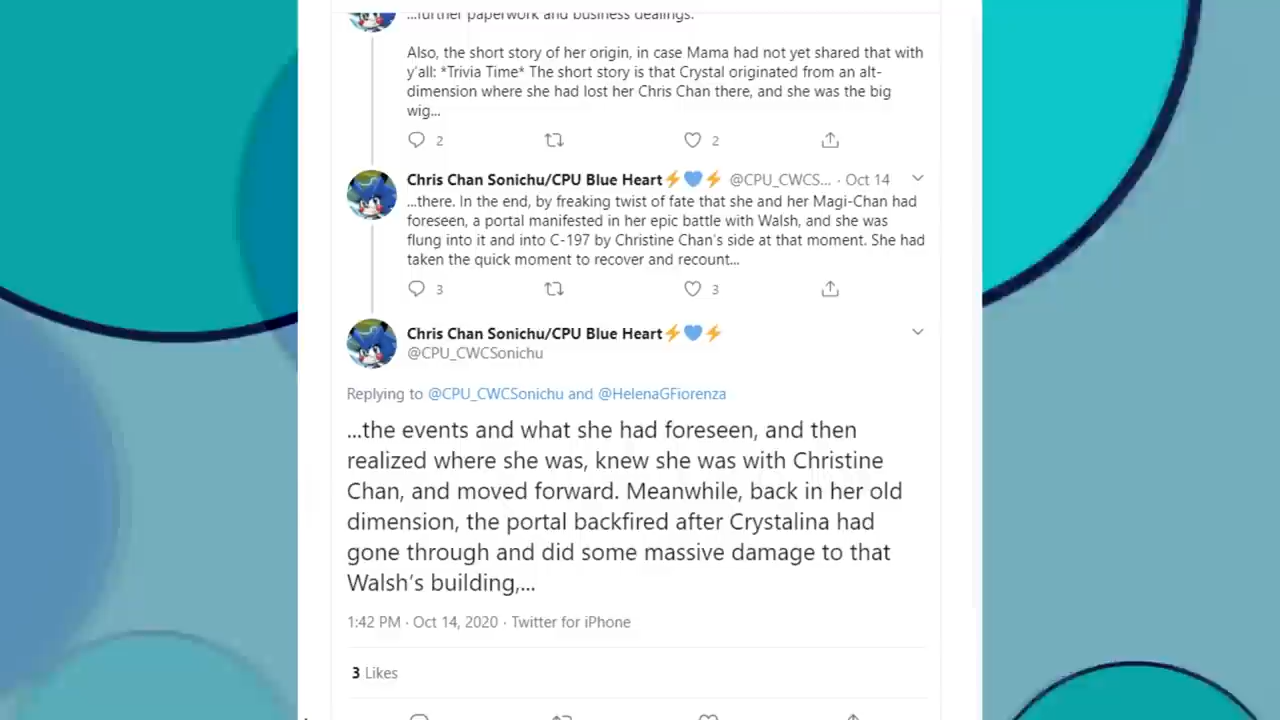 ...further paperwork and business dealings.
Also, the short story of her origin, in case Mama had not yet shared that with
y'all: *Trivia Time* The short story is that Crystal originated from an alt-
dimension where she had lost her Chris Chan there, and she was the big
wig...
2 2
Chris Chan Sonichu/CPU Blue Heart⚡💙⚡ @CPU_CWCS... · Oct 14
...there. In the end, by freaking twist of fate that she and her Magi-Chan had
foreseen, a portal manifested in her epic battle with Walsh, and she was
flung into it and into C-197 by Christine Chan's side at that moment. She had
taken the quick moment to recover and recount...
3 3
Chris Chan Sonichu/CPU Blue Heart⚡💙⚡
@CPU_CWCSonichu
Replying to @CPU_CWCSonichu and @HelenaGFiorenza
...the events and what she had foreseen, and then
realized where she was, knew she was with Christine
Chan, and moved forward. Meanwhile, back in her old
dimension, the portal backfired after Crystalina had
gone through and did some massive damage to that
Walsh's building,...
1:42 PM · Oct 14, 2020 · Twitter for iPhone
3 Likes